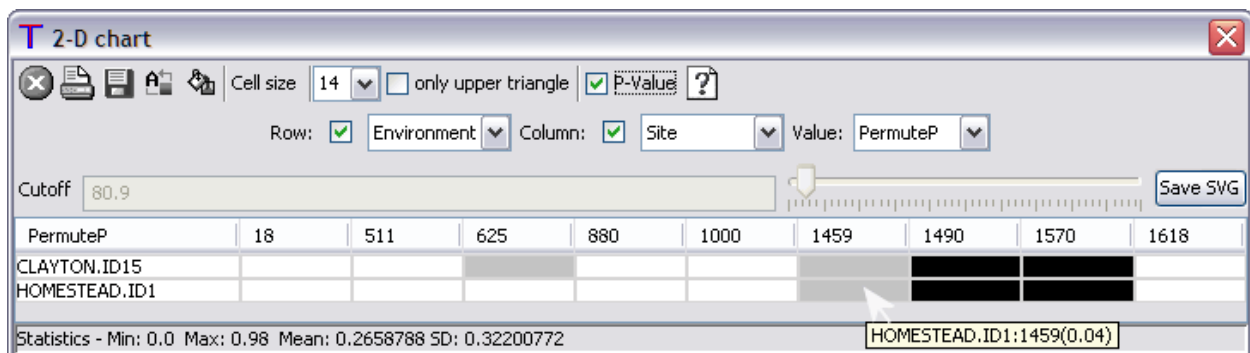 2-D chart
Cell size 14 only upper triangle P-Value
Row: Environment Column: Site Value: PermuteP
Cutoff 80.9 Save SVG
PermuteP 18 511 625 880 1000 1459 1490 1570 1618
CLAYTON.ID15
HOMESTEAD.ID1
Statistics - Min: 0.0 Max: 0.98 Mean: 0.2658788 SD: 0.32200772
HOMESTEAD.ID1:1459(0.04)